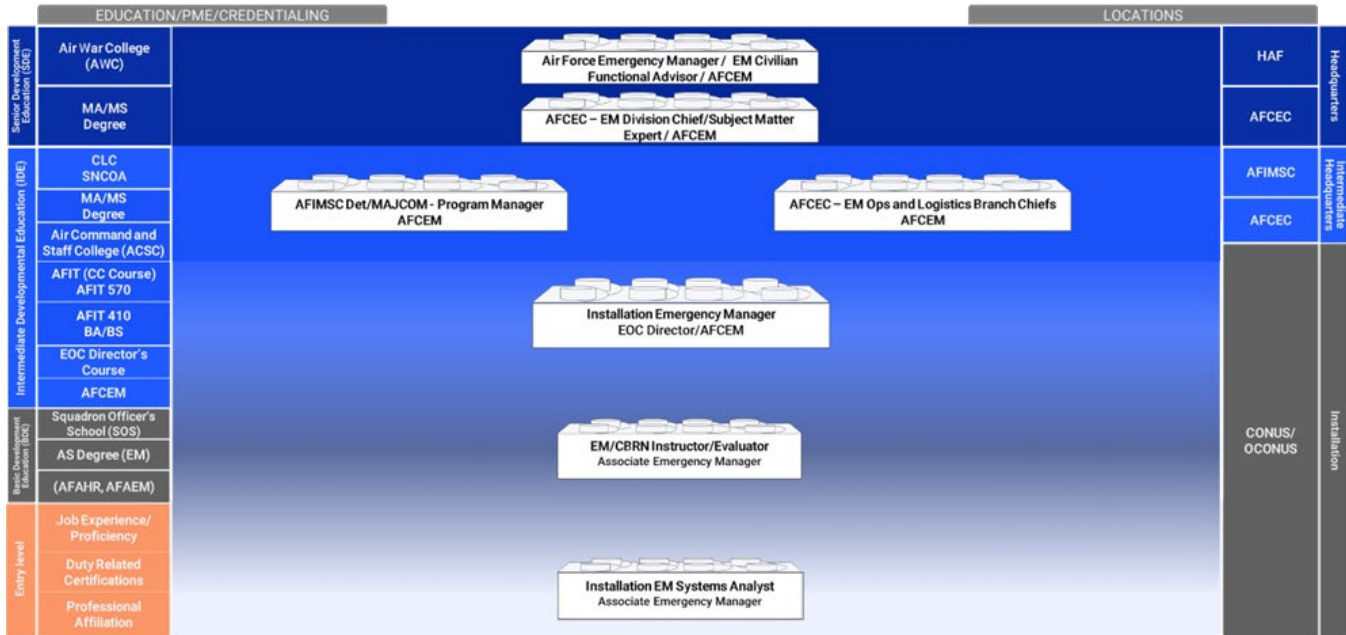 EDUCATION/PME/CREDENTIALING
LOCATIONS
Senior Development
Education (SDE)
Air War College
(AWC)
MA/MS
Degree
Air Force Emergency Manager / EM Civilian
Functional Advisor / AFCEM
AFCEC – EM Division Chief/Subject Matter
Expert / AFCEM
HAF
AFCEC
Headquarters
Intermediate Developmental Education (IDE)
CLC
SNCOA
MA/MS
Degree
Air Command and
Staff College (ACSC)
AFIT (CC Course)
AFIT 570
AFIT 410
BA/BS
EOC Director's
Course
AFCEM
AFIMSC Det/MAJCOM - Program Manager
AFCEM
AFCEC – EM Ops and Logistics Branch Chiefs
AFCEM
AFIMSC
AFCEC
Intermediate
Headquarters
Installation Emergency Manager
EOC Director/AFCEM
Basic Development
Education (BDE)
Squadron Officer's
School (SOS)
AS Degree (EM)
(AFAHR, AFAEM)
EM/CBRN Instructor/Evaluator
Associate Emergency Manager
CONUS/
OCONUS
Installation
Entry level
Job Experience/
Proficiency
Duty Related
Certifications
Professional
Affiliation
Installation EM Systems Analyst
Associate Emergency Manager